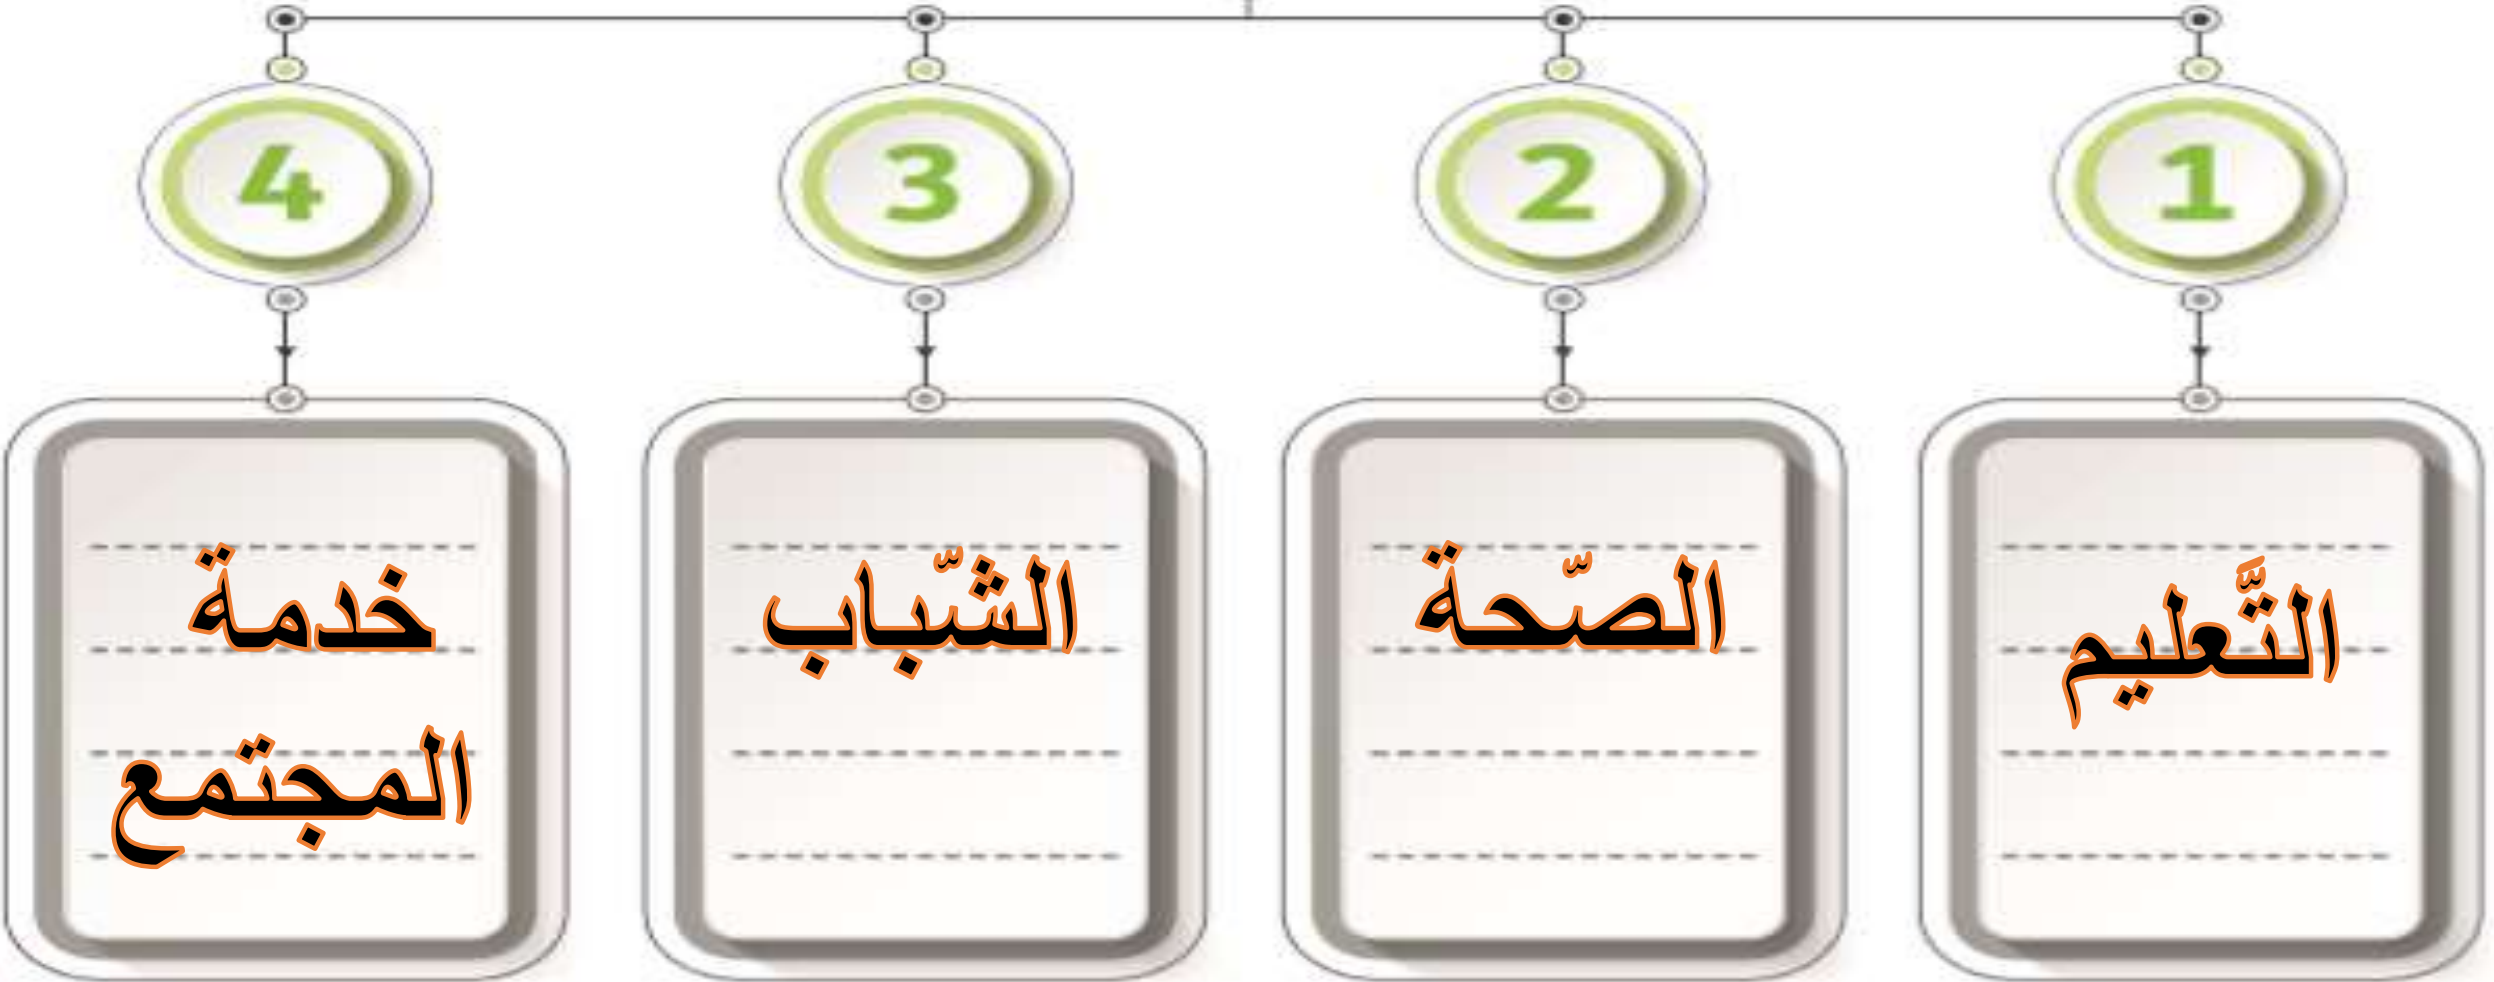 1
التَّعليم
2
الصّحة
3
الشّباب
4
خدمة
المجتمع